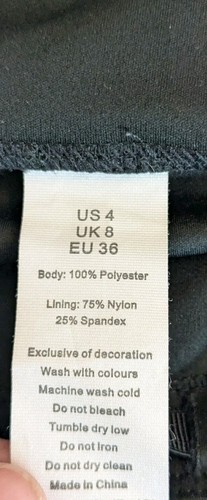 US 4
UK 8
EU 36
Body: 100% Polyester
Lining: 75% Nylon
25% Spandex
Exclusive of decoration
Wash with colours
Machine wash cold
Do not bleach
Tumble dry low
Do not Iron
Do not dry clean
Made in China